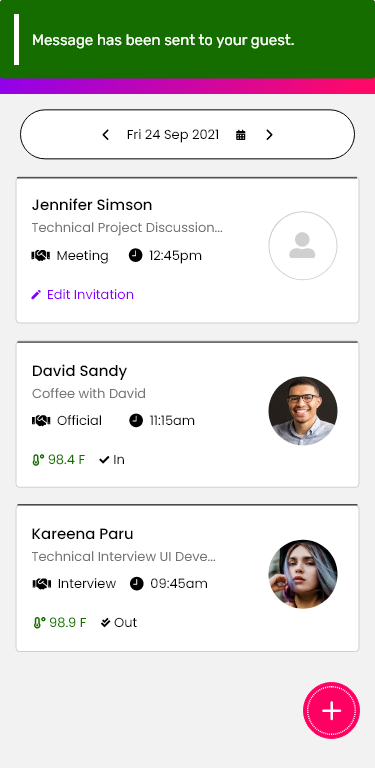 Message has been sent to your guest.
Fri 24 Sep 2021
Jennifer Simson
Technical Project Discussion...
Meeting 12:45pm
Edit Invitation
David Sandy
Coffee with David
Official 11:15am
98.4 F In
Kareena Paru
Technical Interview UI Deve...
Interview 09:45am
98.9 F Out